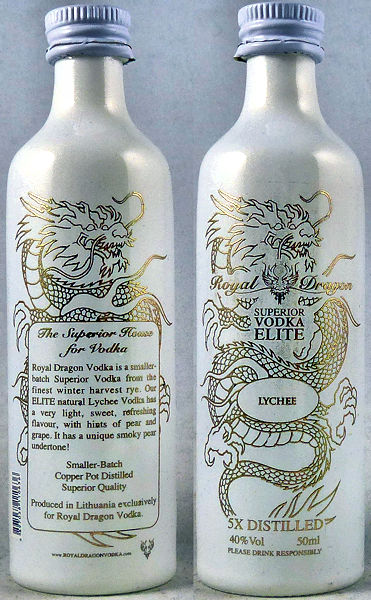 The Superior House
for Vodka
Royal Dragon Vodka is a smaller-
batch Superior Vodka from the
finest winter harvest rye. Our
ELITE natural Lychee Vodka has
a very light, sweet, refreshing
flavour, with hints of pear and
grape. It has a unique smoky pear
undertone!
Smaller-Batch
Copper Pot Distilled
Superior Quality
Produced in Lithuania exclusively
for Royal Dragon Vodka.
www.ROYALDRAGONVODKA.com
Royal Dragon
SUPERIOR
VODKA
ELITE
LYCHEE
5X DISTILLED
40%Vol 50ml
PLEASE DRINK RESPONSIBLY